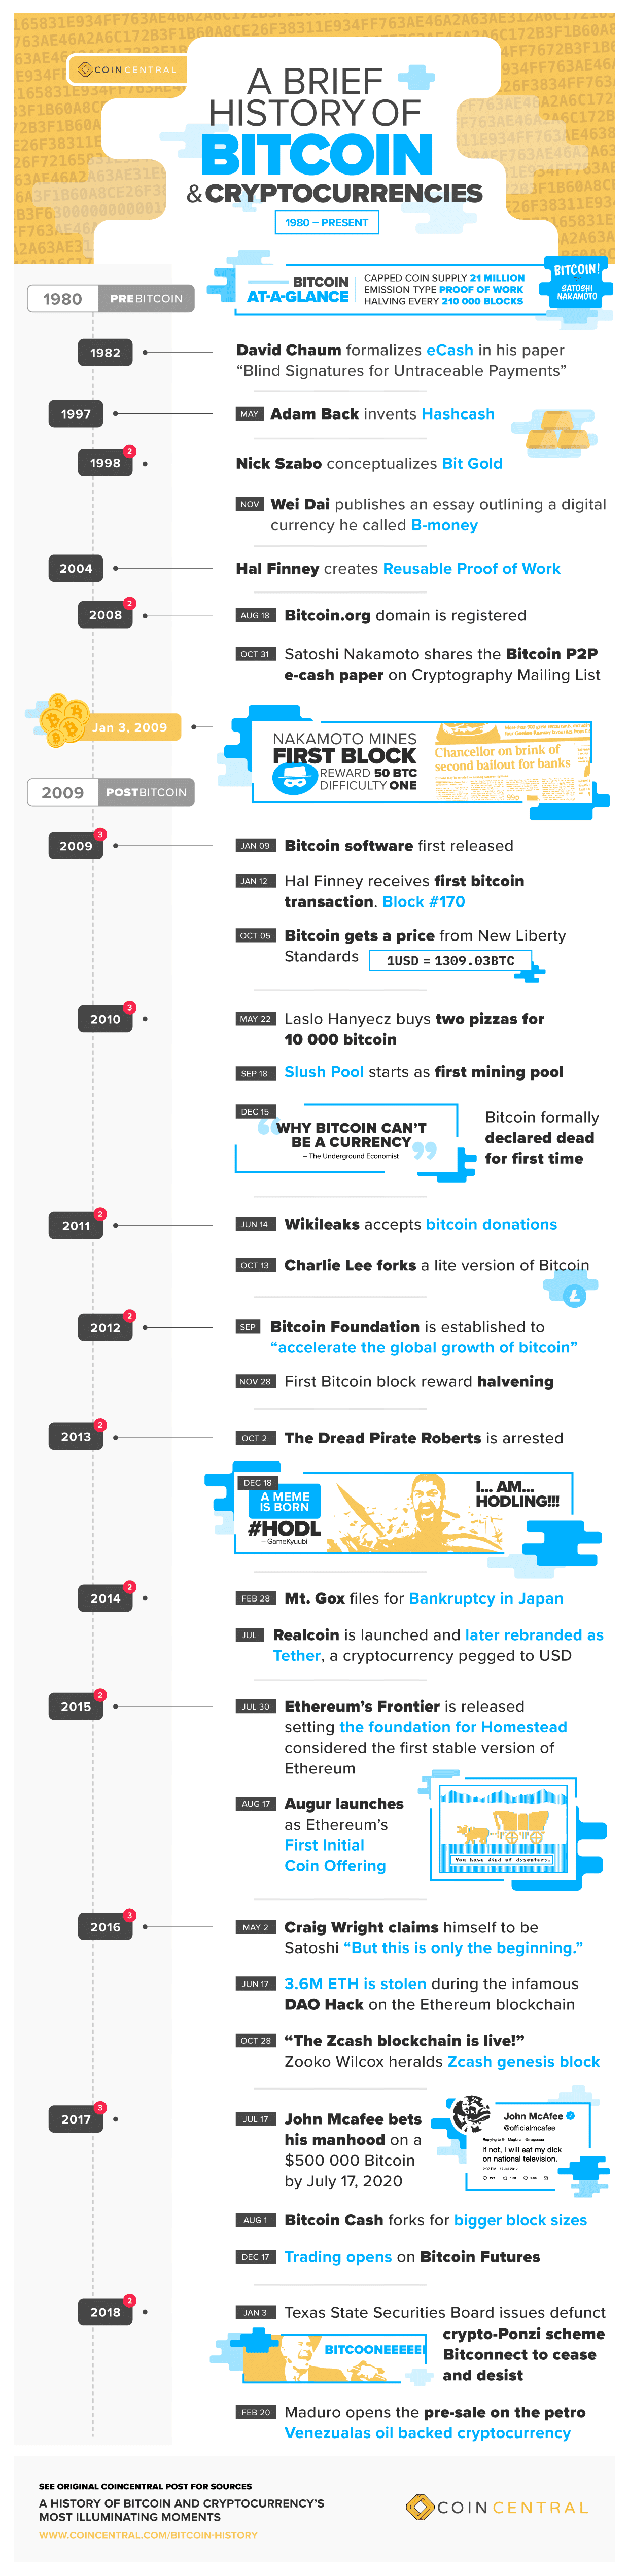 COINCENTRAL
A BRIEF
HISTORY OF
BITCOIN
& CRYPTOCURRENCIES
1980 – PRESENT
1980 PREBITCOIN
BITCOIN
AT-A-GLANCE
CAPPED COIN SUPPLY 21 MILLION
EMISSION TYPE PROOF OF WORK
HALVING EVERY 210 000 BLOCKS
BITCOIN!
SATOSHI
NAKAMOTO
1982
David Chaum formalizes eCash in his paper
“Blind Signatures for Untraceable Payments”
1997
MAY Adam Back invents Hashcash
1998 2
Nick Szabo conceptualizes Bit Gold
NOV Wei Dai publishes an essay outlining a digital
currency he called B-money
2004
Hal Finney creates Reusable Proof of Work
2008 2
AUG 18 Bitcoin.org domain is registered
OCT 31 Satoshi Nakamoto shares the Bitcoin P2P
e-cash paper on Cryptography Mailing List
Jan 3, 2009
NAKAMOTO MINES
FIRST BLOCK
REWARD 50 BTC
DIFFICULTY ONE
Chancellor on brink of
second bailout for banks
2009 POSTBITCOIN
2009 3
JAN 09 Bitcoin software first released
JAN 12 Hal Finney receives first bitcoin
transaction. Block #170
OCT 05 Bitcoin gets a price from New Liberty
Standards 1USD = 1309.03BTC
2010 3
MAY 22 Laslo Hanyecz buys two pizzas for
10 000 bitcoin
SEP 18 Slush Pool starts as first mining pool
DEC 15
“WHY BITCOIN CAN’T
BE A CURRENCY”
– The Underground Economist
Bitcoin formally
declared dead
for first time
2011 2
JUN 14 Wikileaks accepts bitcoin donations
OCT 13 Charlie Lee forks a lite version of Bitcoin
2012 2
SEP Bitcoin Foundation is established to
“accelerate the global growth of bitcoin”
NOV 28 First Bitcoin block reward halvening
2013 2
OCT 2 The Dread Pirate Roberts is arrested
DEC 18
A MEME
IS BORN
#HODL
– GameKyuubi
I... AM...
HODLING!!!
2014 2
FEB 28 Mt. Gox files for Bankruptcy in Japan
JUL Realcoin is launched and later rebranded as
Tether, a cryptocurrency pegged to USD
2015 2
JUL 30 Ethereum’s Frontier is released
setting the foundation for Homestead
considered the first stable version of
Ethereum
AUG 17 Augur launches
as Ethereum’s
First Initial
Coin Offering
You have died of dysentery.
2016 3
MAY 2 Craig Wright claims himself to be
Satoshi “But this is only the beginning.”
JUN 17 3.6M ETH is stolen during the infamous
DAO Hack on the Ethereum blockchain
OCT 28 “The Zcash blockchain is live!”
Zooko Wilcox heralds Zcash genesis block
2017 3
JUL 17 John Mcafee bets
his manhood on a
$500 000 Bitcoin
by July 17, 2020
John McAfee
@officialmcafee
if not, I will eat my dick
on national television.
AUG 1 Bitcoin Cash forks for bigger block sizes
DEC 17 Trading opens on Bitcoin Futures
2018 2
JAN 3 Texas State Securities Board issues defunct
crypto-Ponzi scheme
Bitconnect to cease
and desist
BITCOONEEEEE
FEB 20 Maduro opens the pre-sale on the petro
Venezualas oil backed cryptocurrency
SEE ORIGINAL COINCENTRAL POST FOR SOURCES
A HISTORY OF BITCOIN AND CRYPTOCURRENCY’S
MOST ILLUMINATING MOMENTS
WWW.COINCENTRAL.COM/BITCOIN-HISTORY
COINCENTRAL